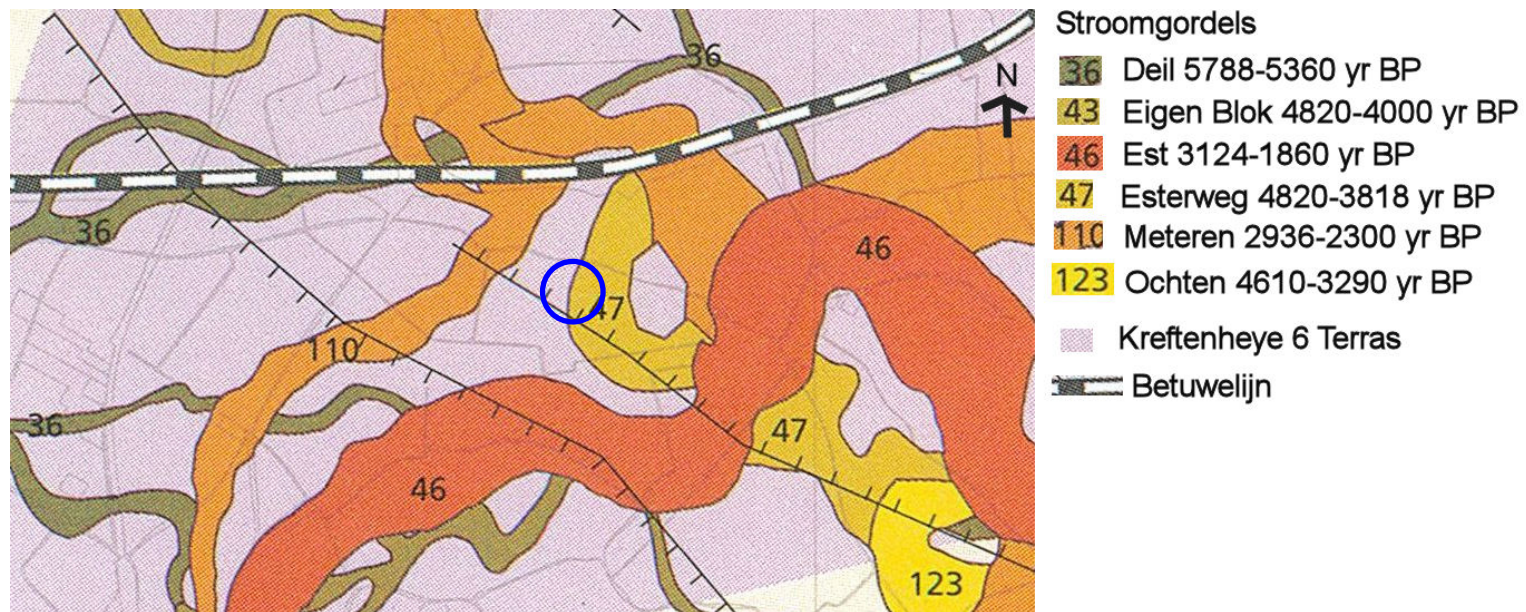 36
N
36
46
47
110
36
47
46
123
Stroomgordels
36 Deil 5788-5360 yr BP
43 Eigen Blok 4820-4000 yr BP
46 Est 3124-1860 yr BP
47 Esterweg 4820-3818 yr BP
110 Meteren 2936-2300 yr BP
123 Ochten 4610-3290 yr BP
Kreftenheye 6 Terras
Betuwelijn